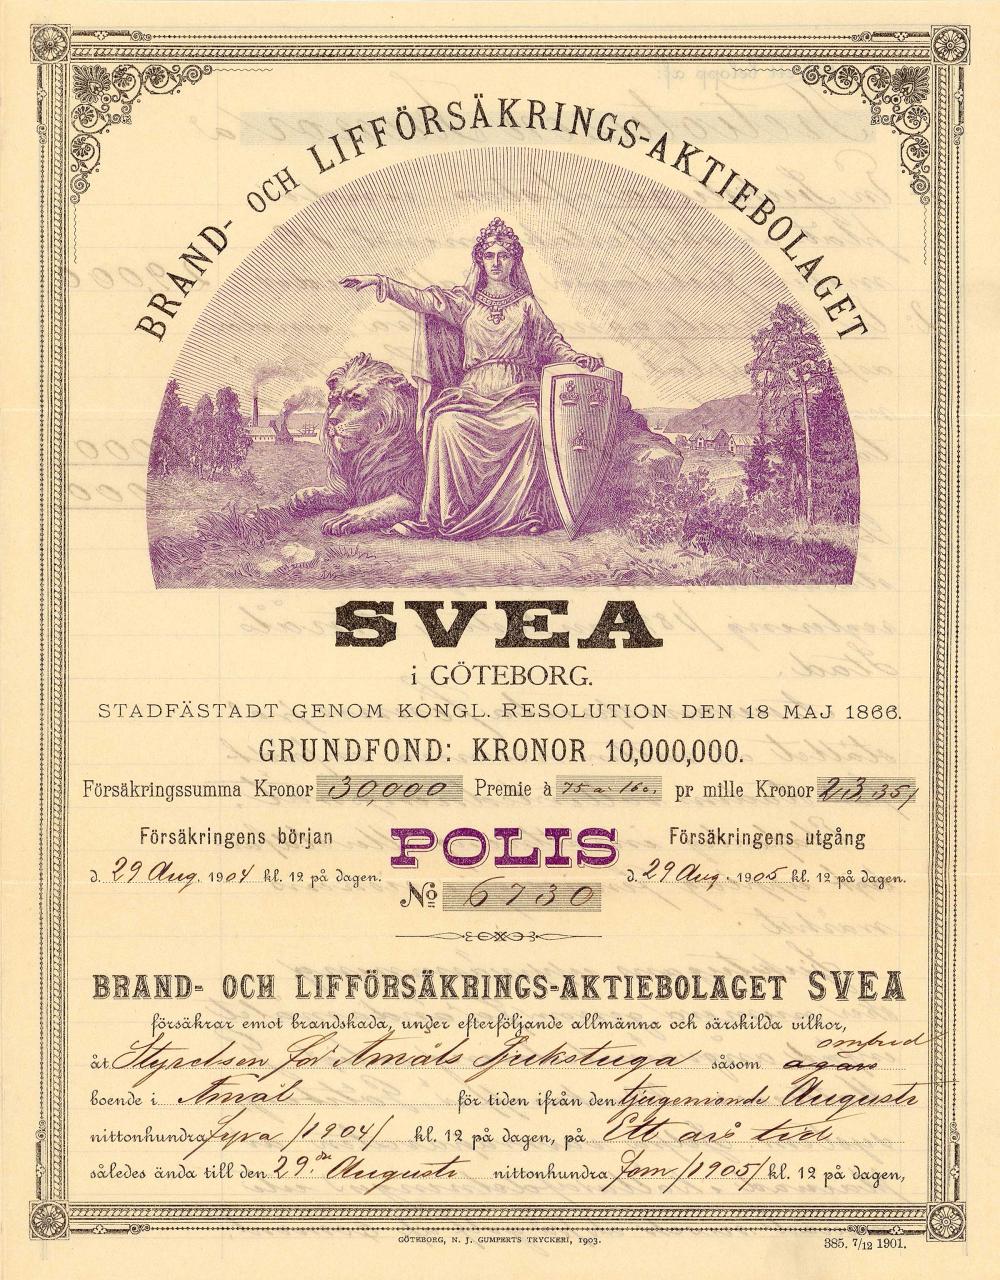 BRAND- OCH LIFFÖRSÄKRINGS-AKTIEBOLAGET
SVEA
i GÖTEBORG.
STADFÄSTADT GENOM KONGL. RESOLUTION DEN 18 MAJ 1866.
GRUNDFOND: KRONOR 10,000,000.
Försäkringssumma Kronor 30,000 Premie à 75 a 160. pr mille Kronor 23,35
Försäkringens början POLIS Försäkringens utgång
d. 29 Aug. 1904 kl. 12 på dagen. d. 29 Aug. 1905 kl. 12 på dagen.
No 6730
BRAND- OCH LIFFÖRSÄKRINGS-AKTIEBOLAGET SVEA
försäkrar emot brandskada, under efterföljande allmänna och särskilda vilkor,
ombud
åt Styrelsen för Åmåls Sjukstuga såsom ägare
boende i Åmål för tiden ifrån den tjugenionde Augusti
nittonhundra fyra /1904/ kl. 12 på dagen, på Ett års tid
således ända till den 29:de Augusti nittonhundra fem /1905/ kl. 12 på dagen,
GÖTEBORG, N. J. GUMPERTS TRYCKERI, 1903.
385. 7/12 1901.